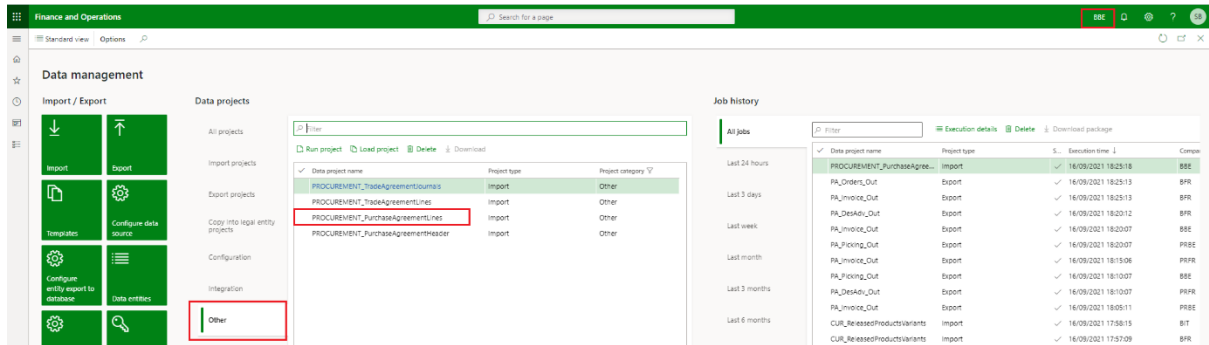 Finance and Operations
Search for a page
BBE
?
SB
Standard view Options
Data management
Import / Export
Import
Export
Templates
Configure data source
Configure entity export to database
Data entities
Data projects
All projects
Import projects
Export projects
Copy into legal entity projects
Configuration
Integration
Other
Filter
Run project Load project Delete Download
Data project name Project type Project category
PROCUREMENT_TradeAgreementJournals Import Other
PROCUREMENT_TradeAgreementLines Import Other
PROCUREMENT_PurchaseAgreementLines Import Other
PROCUREMENT_PurchaseAgreementHeader Import Other
Job history
All jobs
Last 24 hours
Last 3 days
Last week
Last month
Last 3 months
Last 6 months
Filter
Execution details Delete Download package
Data project name Project type S... Execution time Compa
PROCUREMENT_PurchaseAgree... Import 16/09/2021 18:25:18 BBE
PA_Orders_Out Export 16/09/2021 18:25:13 BFR
PA_Invoice_Out Export 16/09/2021 18:25:13 BFR
PA_DesAdv_Out Export 16/09/2021 18:20:12 BFR
PA_Invoice_Out Export 16/09/2021 18:20:07 BBE
PA_Picking_Out Export 16/09/2021 18:20:07 PRBE
PA_Invoice_Out Export 16/09/2021 18:15:06 PRFR
PA_Picking_Out Export 16/09/2021 18:10:07 BBE
PA_DesAdv_Out Export 16/09/2021 18:10:07 PRFR
PA_Invoice_Out Export 16/09/2021 18:05:11 PRBE
CUR_ReleasedProductsVariants Import 16/09/2021 17:58:15 BIT
CUR_ReleasedProductsVariants Import 16/09/2021 17:57:09 BFR